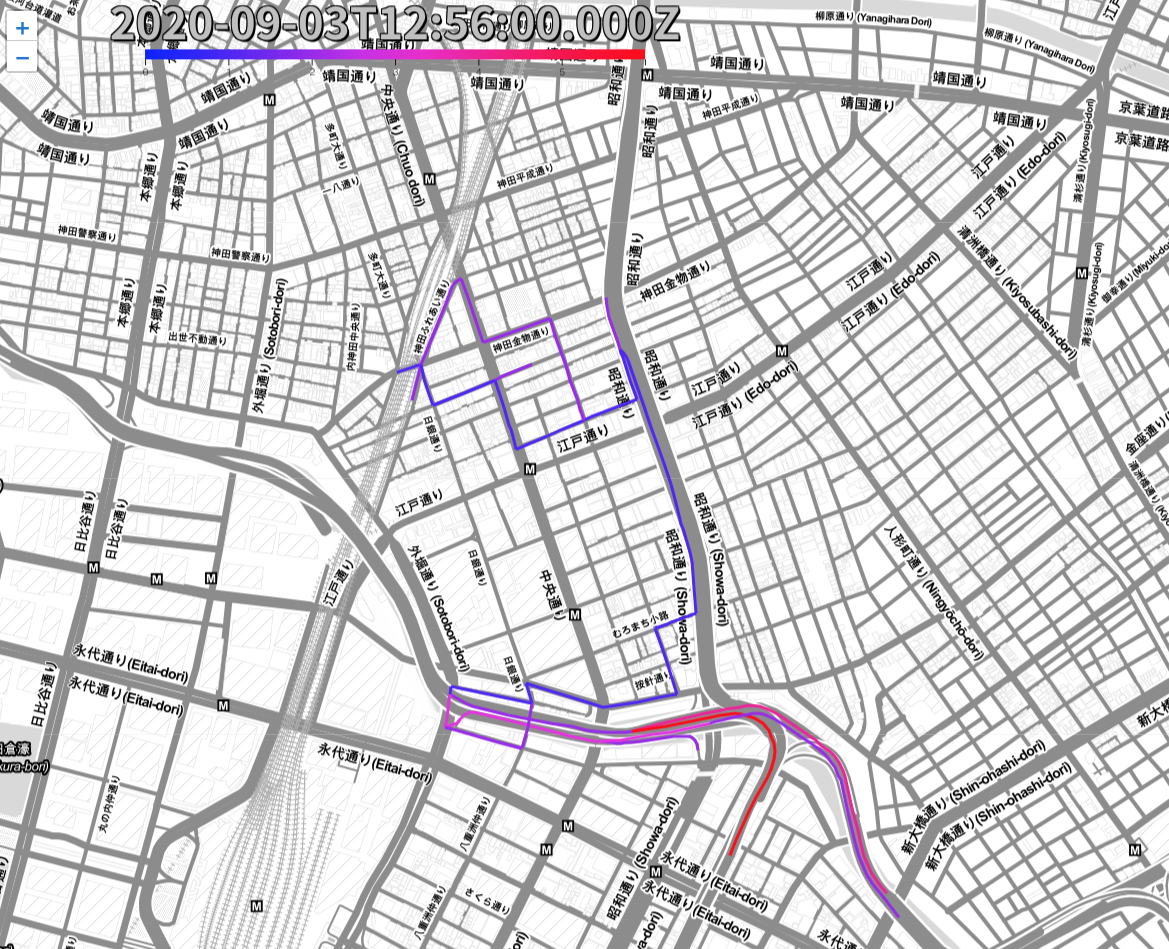 2020-09-03T12:56:00.000Z
+
−
柳原通り (Yanagihara Dori)
柳原通り (Yanagihara Dori)
靖国通り
靖国通り
靖国通り
靖国通り
靖国通り
靖国通り
靖国通り
靖国通り
靖国通り
靖国通り
靖国通り
昭和通り
昭和通り
昭和通り
京葉道路
京葉道路
M
M
M
中央通り (Chuo dori)
多町大通り
一八通り
神田平成通り
神田平成通り
本郷通り
本郷通り
江戸通り
江戸通り (Edo-dori)
清杉通り(Kiyosugi-dori)
清杉通り(Kiyosugi-dori)
神田警察通り
神田警察通り
多町大通り
清洲橋通り (Kiyosubashi-dori)
神田金物通り
江戸通り
江戸通り (Edo-dori)
M
本郷通り
本郷通り
外堀通り (Sotobori-dori)
内神田中央通り
神田ふれあい通り
出世不動通り
神田金物通り
昭和通り
昭和通り
M
江戸通り
江戸通り (Edo-dori)
日銀通り
江戸通り
金座通り
M
江戸通り
日比谷通り
日比谷通り
昭和通り (Showa-dori)
昭和通り (Showa-dori)
人形町通り (Ningyōchō-dori)
外堀通り (Sotobori-dori)
日銀通り
中央通り
江戸通り
M
M
M
M
むろまち小路
日銀通り
按針通り
永代通り(Eitai-dori)
永代通り (Eitai-dori)
日比谷通り
M
永代通り(Eitai-dori)
新大橋通り (Shin-ohashi-dori)
新大橋通り (Shin-ohashi-dori)
丸の内仲通り
八重洲仲通り
M
M
M
M
M
昭和通り (Showa-dori)
永代通り(Eitai-dori)
永代通り (Eitai-dori)
八重洲仲通り
さくら通り
永代